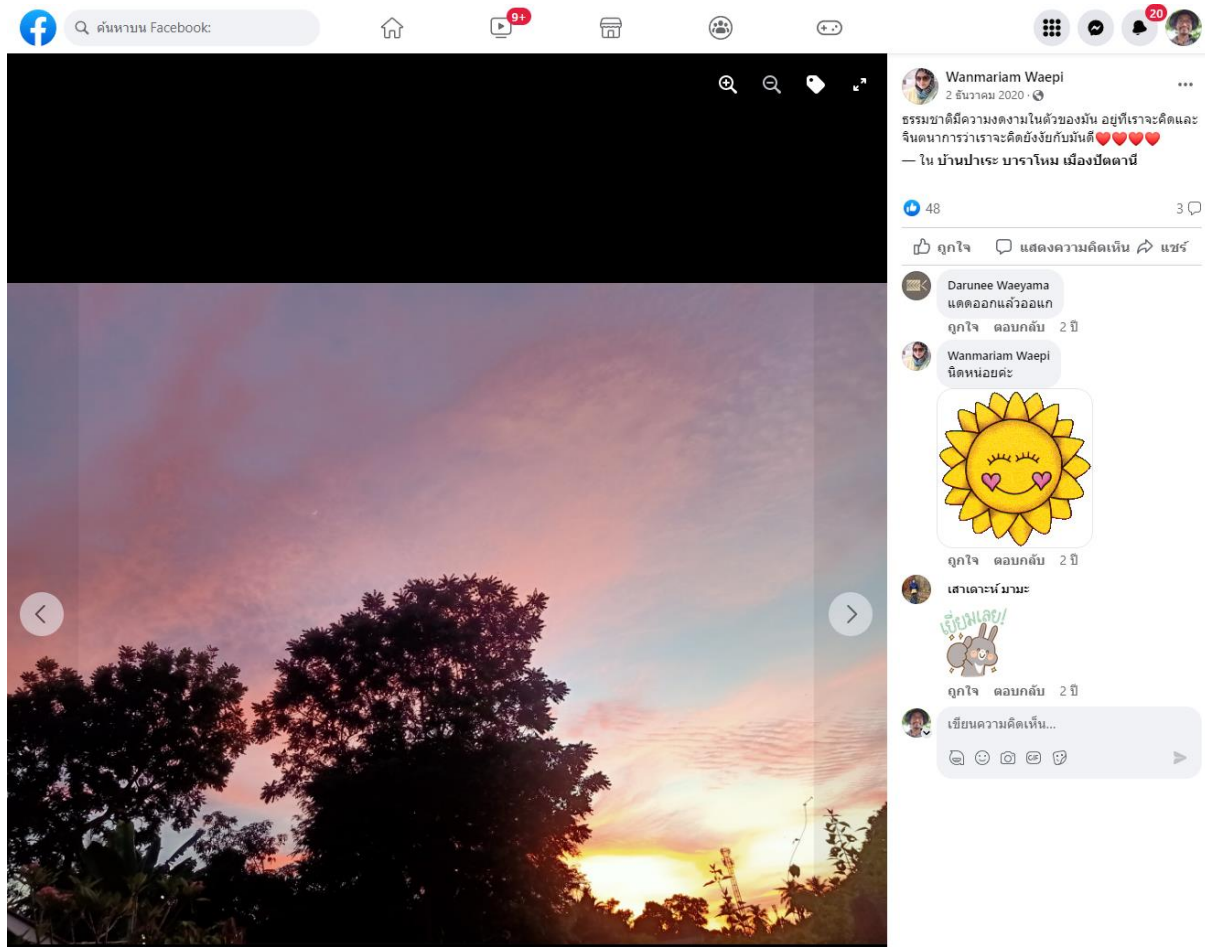 ค้นหาบน Facebook:
9+
20
Wanmariam Waepi
2 ธันวาคม 2020 ·
ธรรมชาติมีความงดงามในตัวของมัน อยู่ที่เราจะคิดและ
จินตนาการว่าเราจะคิดยังงัยกับมันดี❤️❤️❤️❤️
— ใน บ้านปาเระ บาราโหม เมืองปัตตานี
48
3
ถูกใจ แสดงความคิดเห็น แชร์
Darunee Waeyama
แดดออกแล้วออแก
ถูกใจ ตอบกลับ 2 ปี
Wanmariam Waepi
นิดหน่อยค่ะ
ถูกใจ ตอบกลับ 2 ปี
เสาเดาะห์ มามะ
เยี่ยมเลย!
ถูกใจ ตอบกลับ 2 ปี
เขียนความคิดเห็น...
GIF